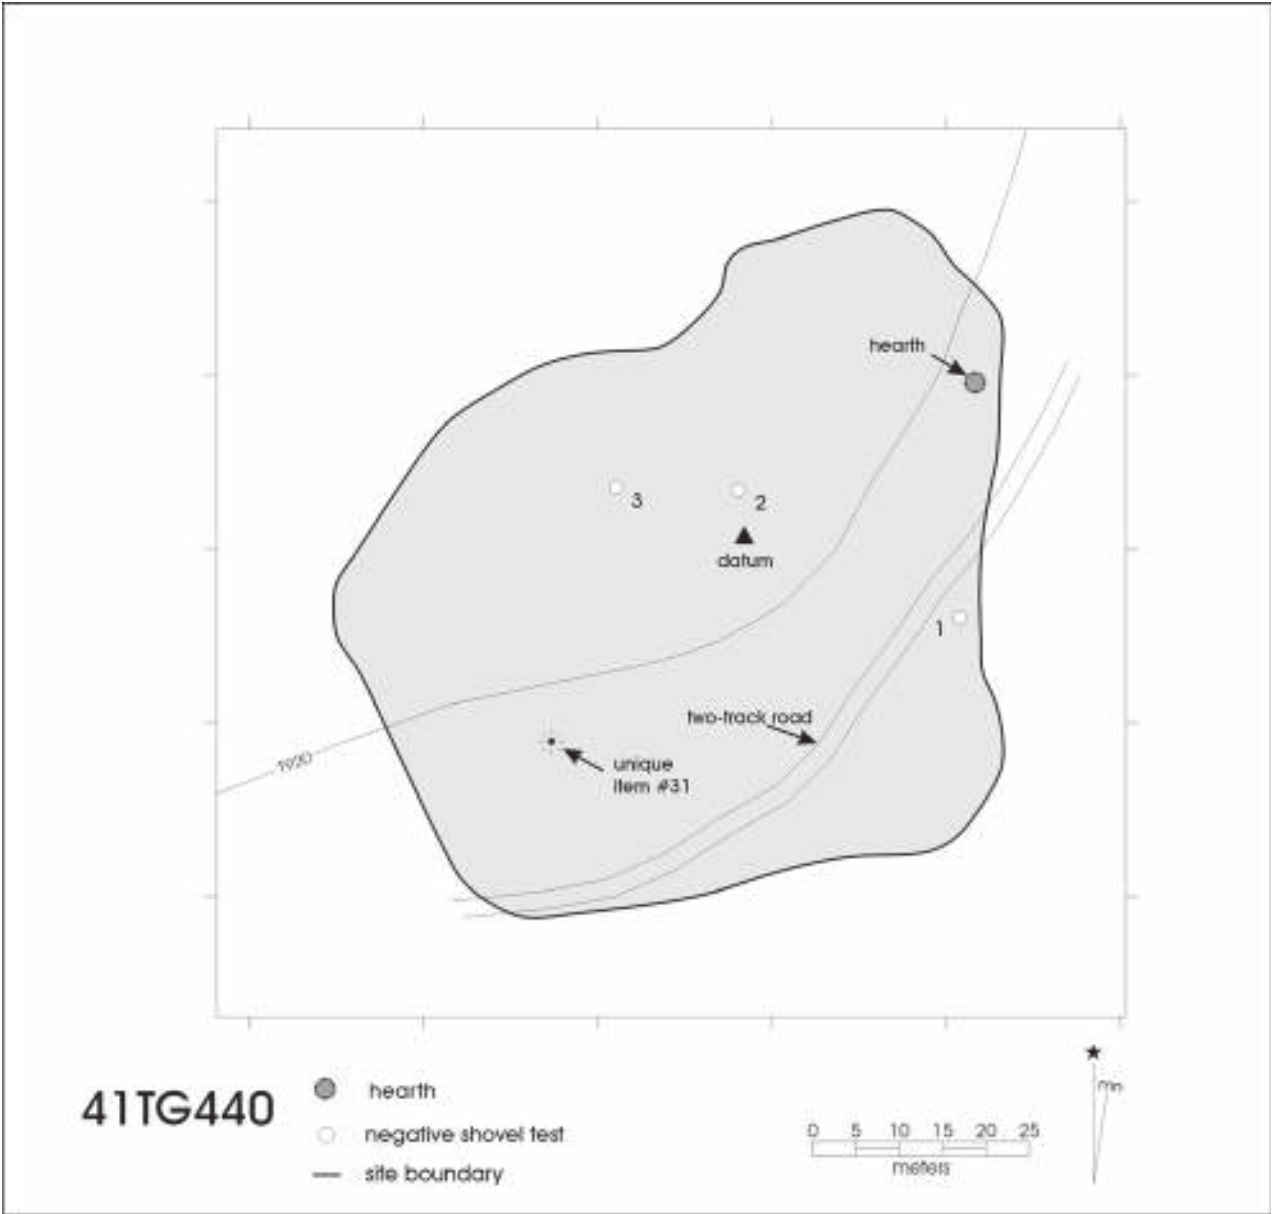 hearth
3
2
datum
1
two-track road
1920
unique
item #31
41TG440
hearth
negative shovel test
site boundary
mn
0 5 10 15 20 25
meters